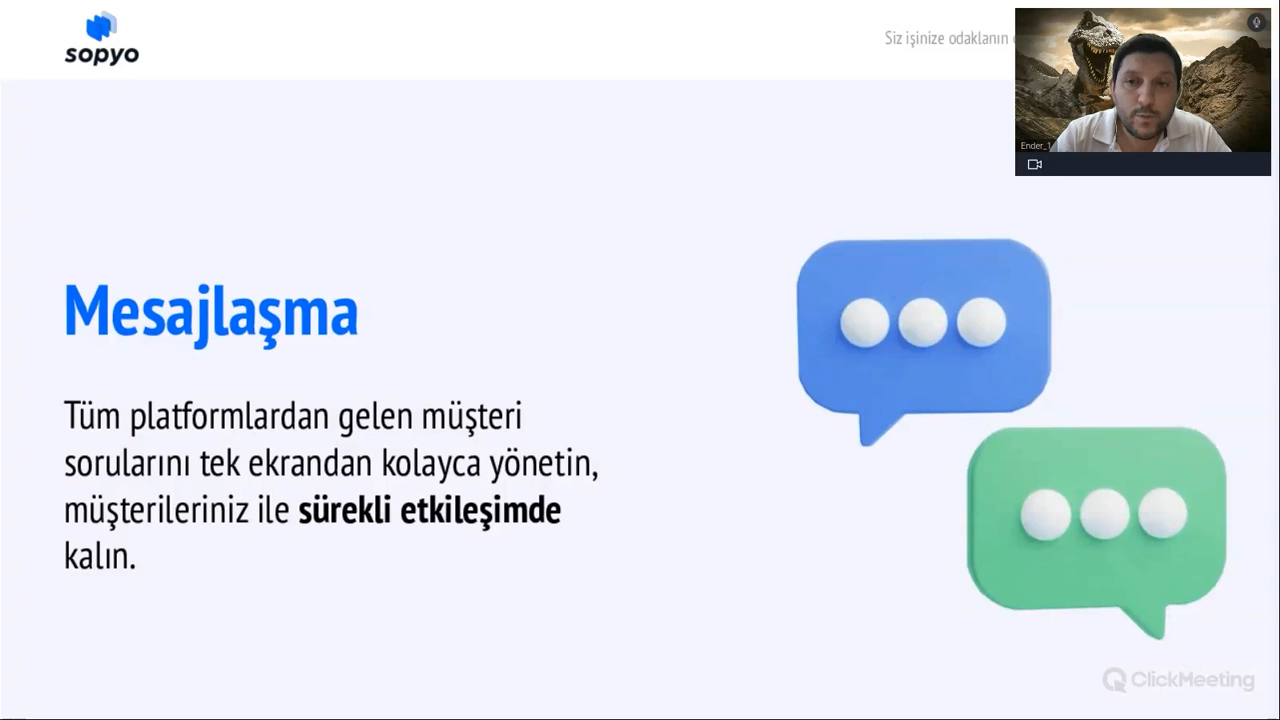 sopyo
Siz işinize odaklanın
Ender_1
Mesajlaşma
Tüm platformlardan gelen müşteri
sorularını tek ekrandan kolayca yönetin,
müşterileriniz ile sürekli etkileşimde
kalın.
ClickMeeting